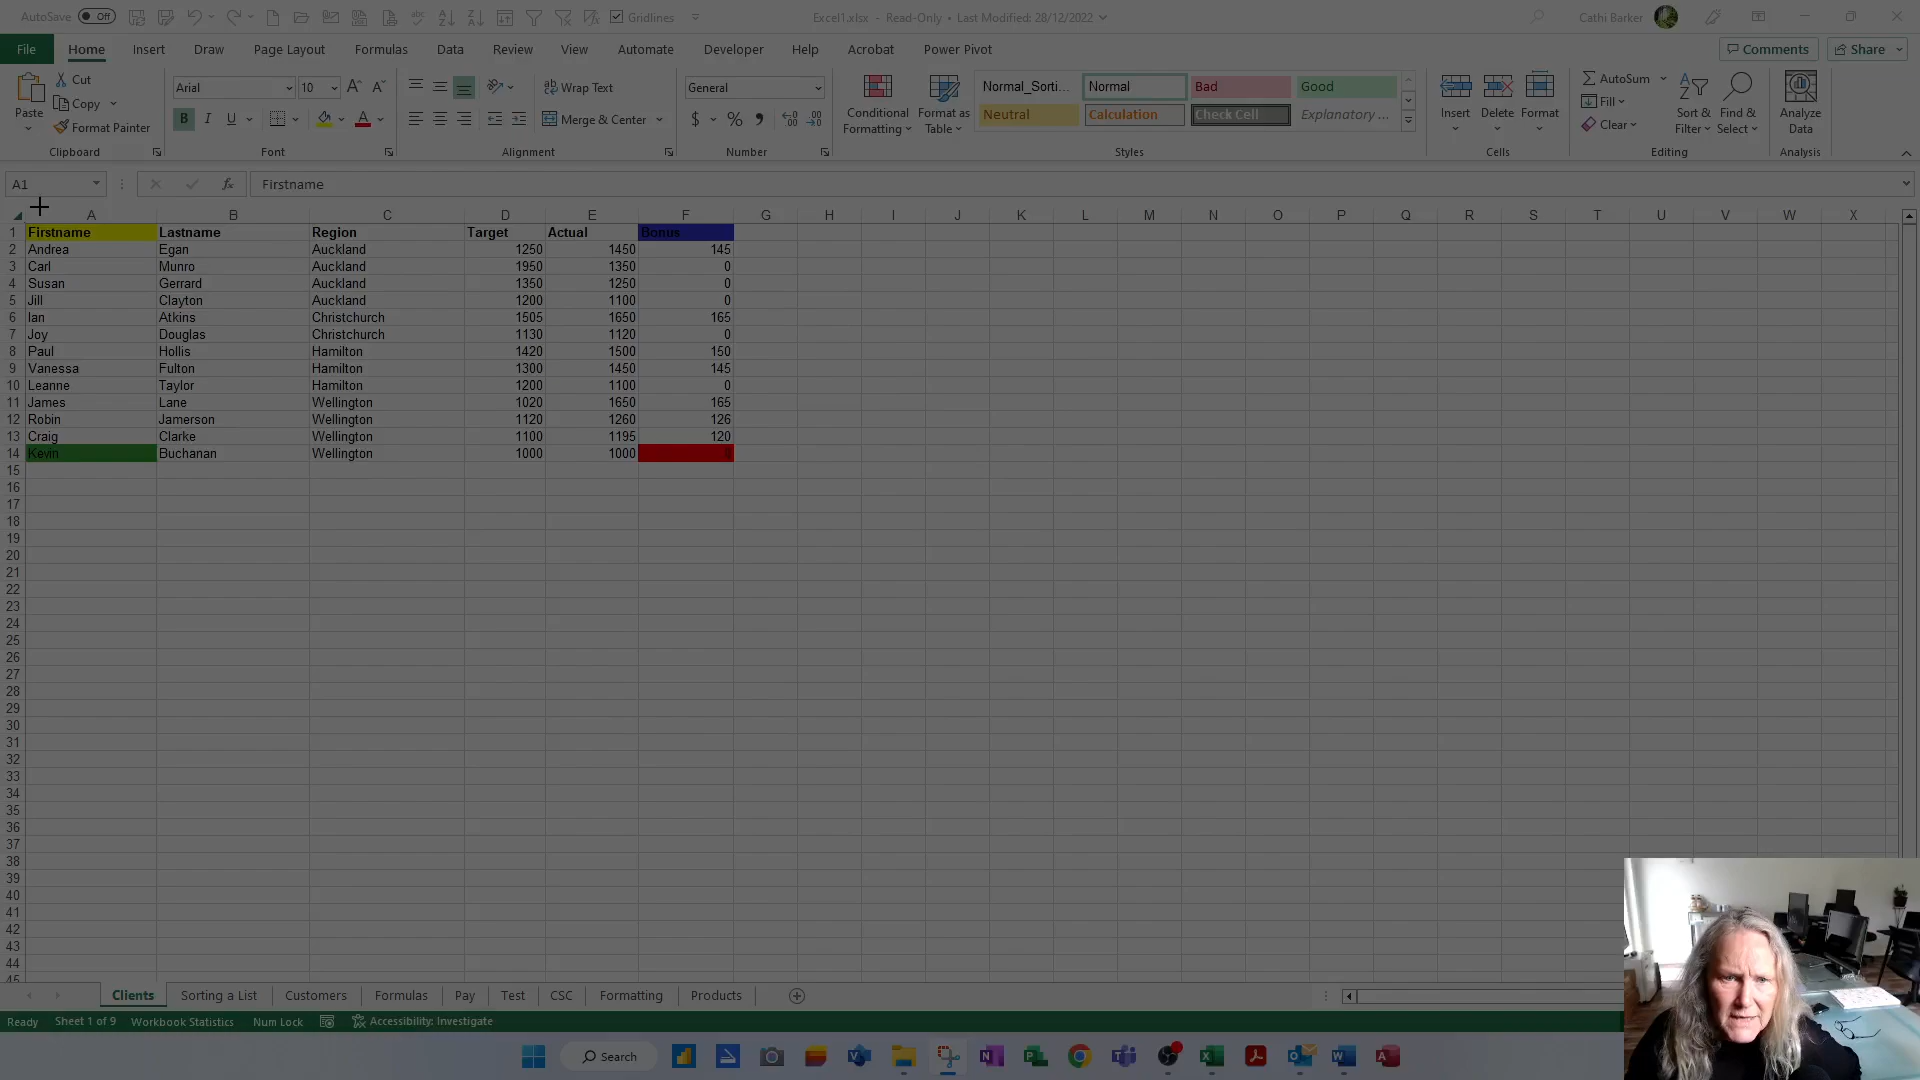 AutoSave Off Gridlines Excel1.xlsx - Read-Only • Last Modified: 28/12/2022 Cathi Barker
File Home Insert Draw Page Layout Formulas Data Review View Automate Developer Help Acrobat Power Pivot Comments Share
Paste Cut Copy Format Painter Clipboard
Arial 10 B I U Font
Wrap Text Merge & Center Alignment
General $ % Number
Conditional Formatting Format as Table
Normal_Sorti... Normal Bad Good
Neutral Calculation Check Cell Explanatory ...
Styles
Insert Delete Format Cells
AutoSum Fill Clear Sort & Filter Find & Select Editing
Analyze Data Analysis
A1 fx Firstname
A B C D E F G H I J K L M N O P Q R S T U V W X
1 Firstname Lastname Region Target Actual Bonus
2 Andrea Egan Auckland 1250 1450 145
3 Carl Munro Auckland 1950 1350 0
4 Susan Gerrard Auckland 1350 1250 0
5 Jill Clayton Auckland 1200 1100 0
6 Ian Atkins Christchurch 1505 1650 165
7 Joy Douglas Christchurch 1130 1120 0
8 Paul Hollis Hamilton 1420 1500 150
9 Vanessa Fulton Hamilton 1300 1450 145
10 Leanne Taylor Hamilton 1200 1100 0
11 James Lane Wellington 1020 1650 165
12 Robin Jamerson Wellington 1120 1260 126
13 Craig Clarke Wellington 1100 1195 120
14 Kevin Buchanan Wellington 1000 1000
15
16
17
18
19
20
21
22
23
24
25
26
27
28
29
30
31
32
33
34
35
36
37
38
39
40
41
42
43
44
45
Clients Sorting a List Customers Formulas Pay Test CSC Formatting Products
Ready Sheet 1 of 9 Workbook Statistics Num Lock Accessibility: Investigate
Search